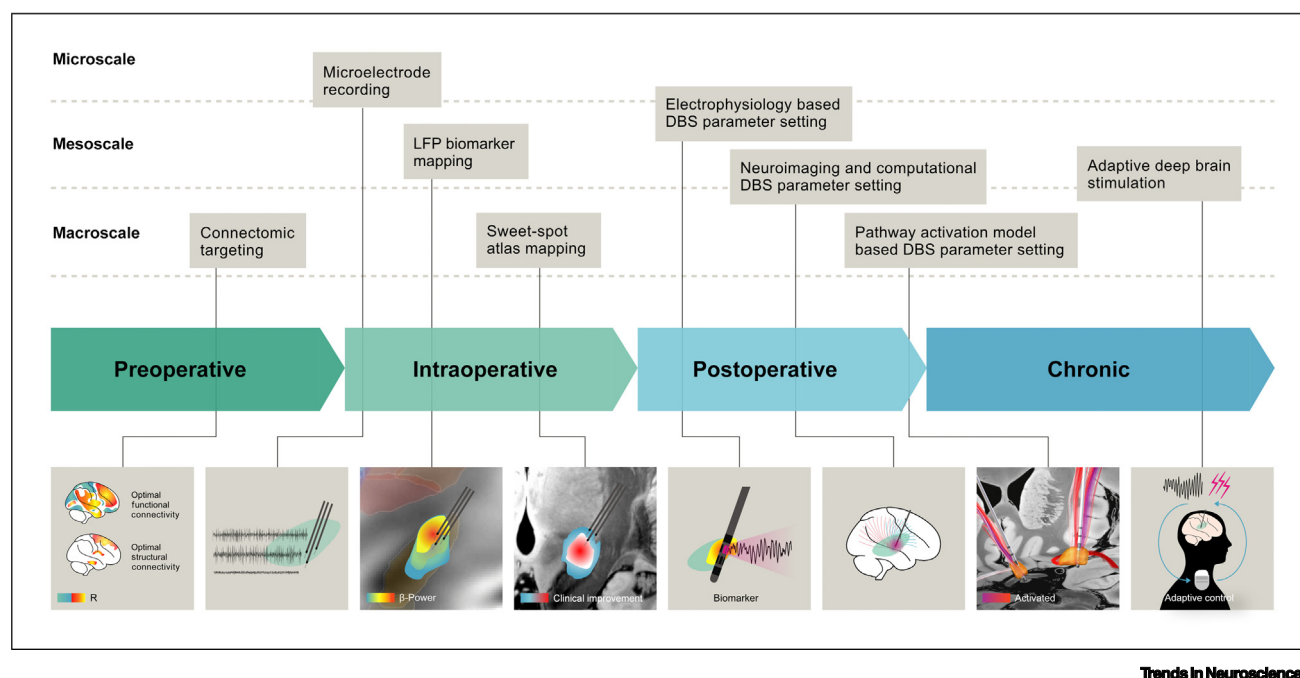 Microscale
Microelectrode
recording
Electrophysiology based
DBS parameter setting
Mesoscale
LFP biomarker
mapping
Neuroimaging and computational
DBS parameter setting
Adaptive deep brain
stimulation
Macroscale
Connectomic
targeting
Sweet-spot
atlas mapping
Pathway activation model
based DBS parameter setting
Preoperative
Intraoperative
Postoperative
Chronic
Optimal
functional
connectivity
Optimal
structural
connectivity
R
β-Power
Clinical improvement
Biomarker
Activated
Adaptive control
Trends in Neuroscience